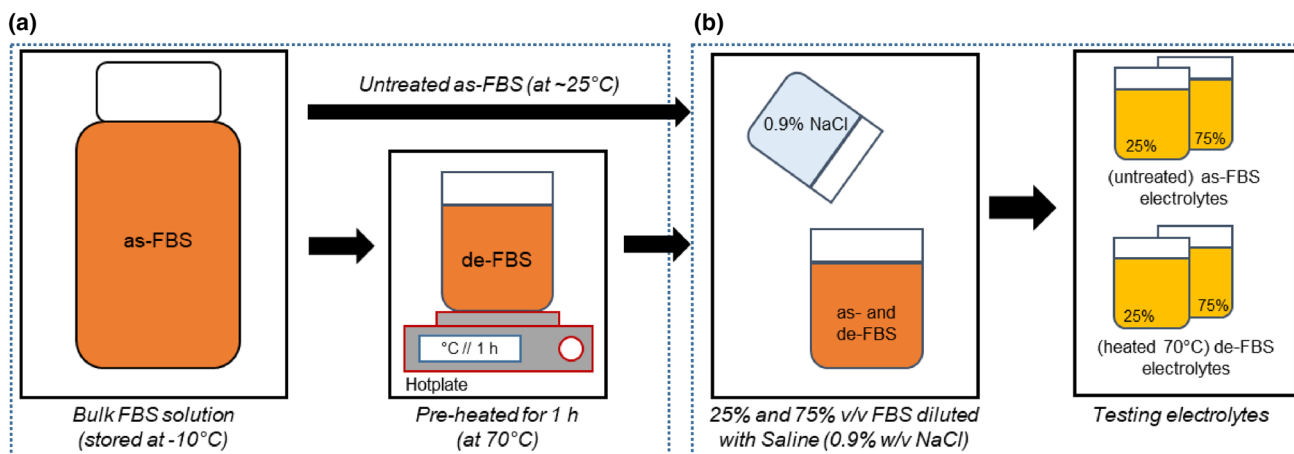 (a)
Untreated as-FBS (at ~25°C)
as-FBS
de-FBS
°C // 1 h
Hotplate
Bulk FBS solution
(stored at -10°C)
Pre-heated for 1 h
(at 70°C)
(b)
0.9% NaCl
as- and
de-FBS
25% and 75% v/v FBS diluted
with Saline (0.9% w/v NaCl)
25%
75%
(untreated) as-FBS
electrolytes
25%
75%
(heated 70°C) de-FBS
electrolytes
Testing electrolytes